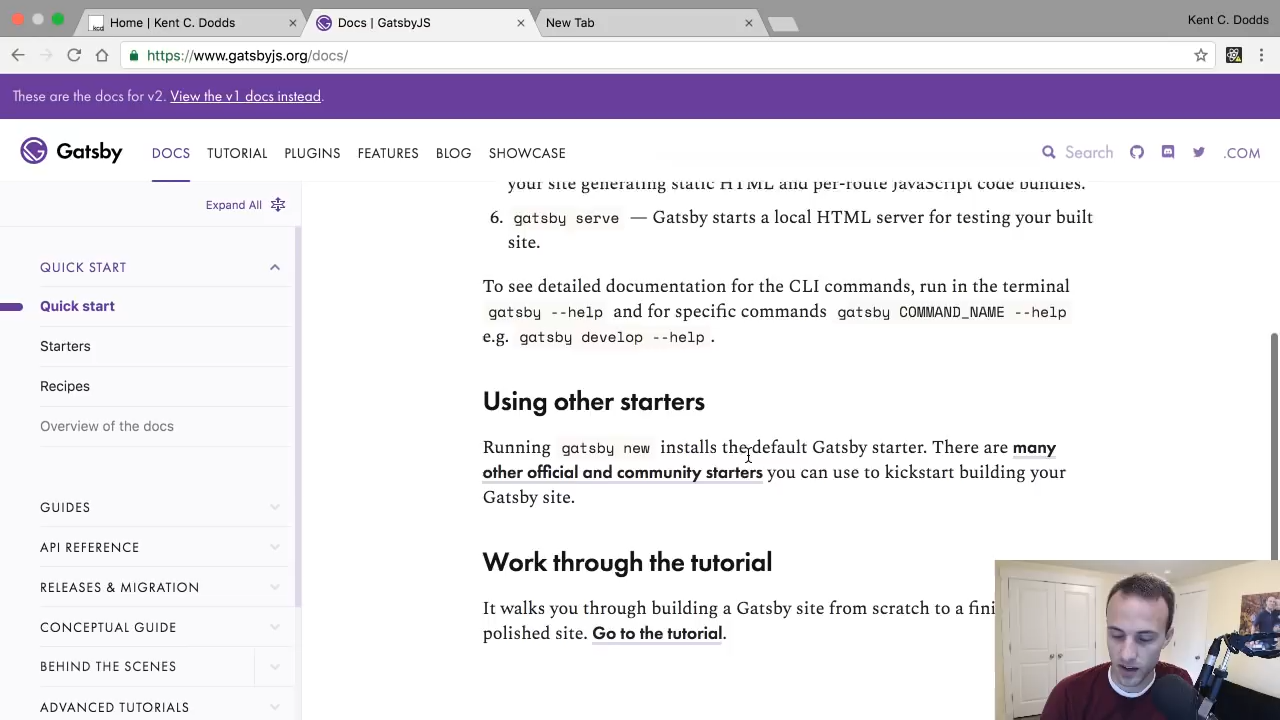 Home | Kent C. Dodds
Docs | GatsbyJS
New Tab
Kent C. Dodds
https://www.gatsbyjs.org/docs/
These are the docs for v2. View the v1 docs instead.
Gatsby
DOCS
TUTORIAL
PLUGINS
FEATURES
BLOG
SHOWCASE
Search
.COM
Expand All
QUICK START
Quick start
Starters
Recipes
Overview of the docs
GUIDES
API REFERENCE
RELEASES & MIGRATION
CONCEPTUAL GUIDE
BEHIND THE SCENES
ADVANCED TUTORIALS
your site generating static HTML and per-route JavaScript code bundles.
6. gatsby serve — Gatsby starts a local HTML server for testing your built
site.
To see detailed documentation for the CLI commands, run in the terminal
gatsby --help and for specific commands gatsby COMMAND_NAME --help
e.g. gatsby develop --help .
Using other starters
Running gatsby new installs the default Gatsby starter. There are many
other official and community starters you can use to kickstart building your
Gatsby site.
Work through the tutorial
It walks you through building a Gatsby site from scratch to a fini
polished site. Go to the tutorial.